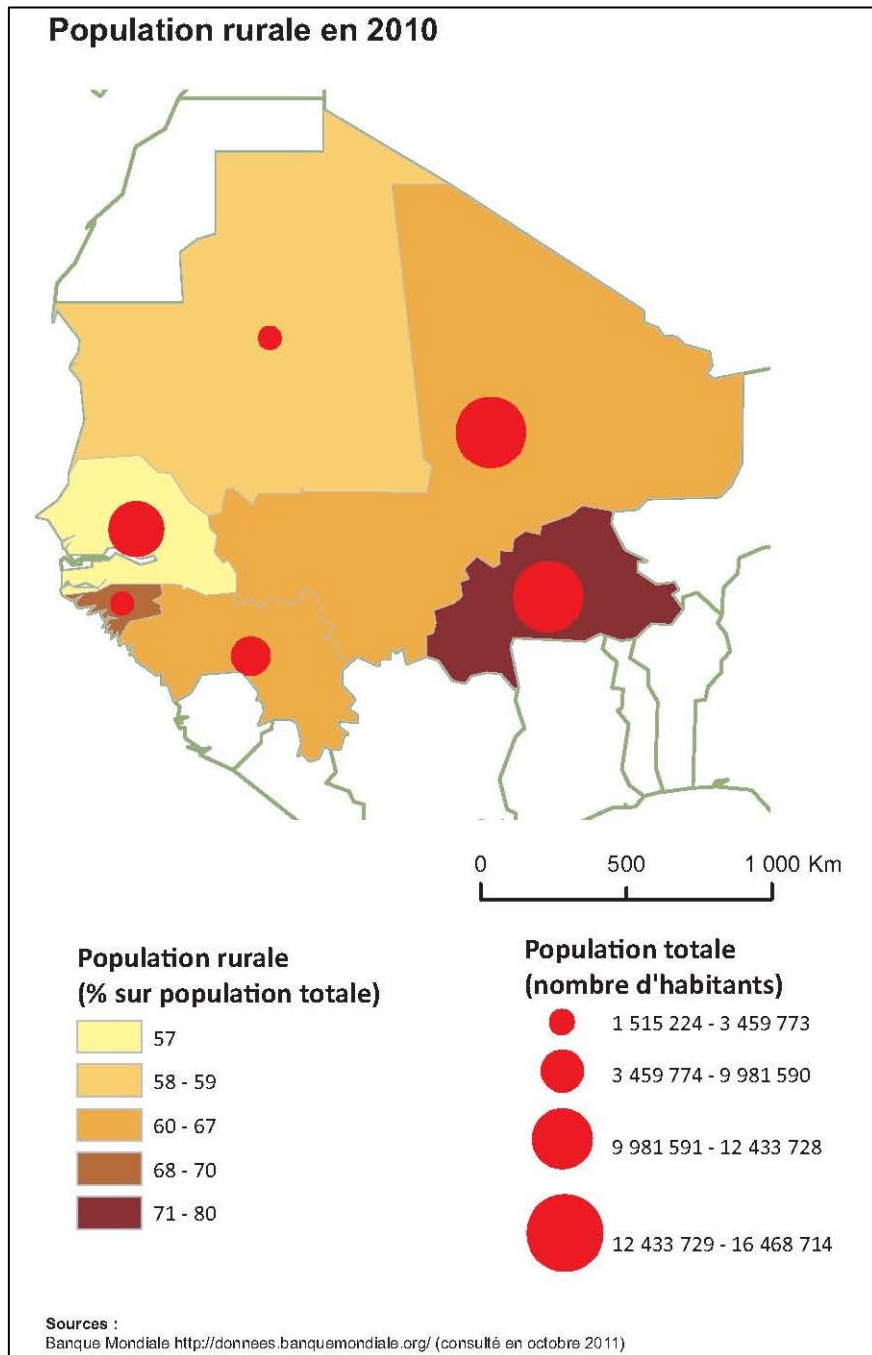 Population rurale en 2010
0 500 1 000 Km
Population rurale
(% sur population totale)
57
58 - 59
60 - 67
68 - 70
71 - 80
Population totale
(nombre d'habitants)
1 515 224 - 3 459 773
3 459 774 - 9 981 590
9 981 591 - 12 433 728
12 433 729 - 16 468 714
Sources :
Banque Mondiale http://donnees.banquemondiale.org/ (consulté en octobre 2011)